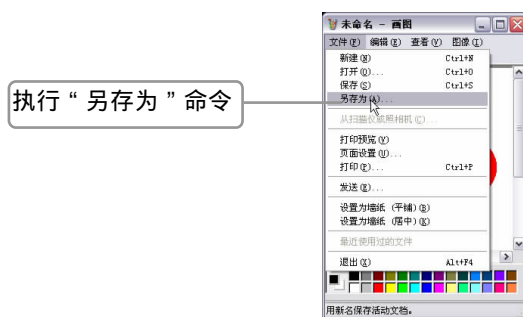 未命名 - 画图
文件(F) 编辑(E) 查看(V) 图像(I)
新建(N) Ctrl+N
打开(O)... Ctrl+O
保存(S) Ctrl+S
执行“另存为”命令
另存为(A)...
从扫描仪或照相机(C)...
打印预览(V)
页面设置(U)...
打印(P)... Ctrl+P
发送(E)...
设置为墙纸 (平铺)(B)
设置为墙纸 (居中)(K)
最近使用过的文件
退出(X) Alt+F4
用新名保存活动文档。